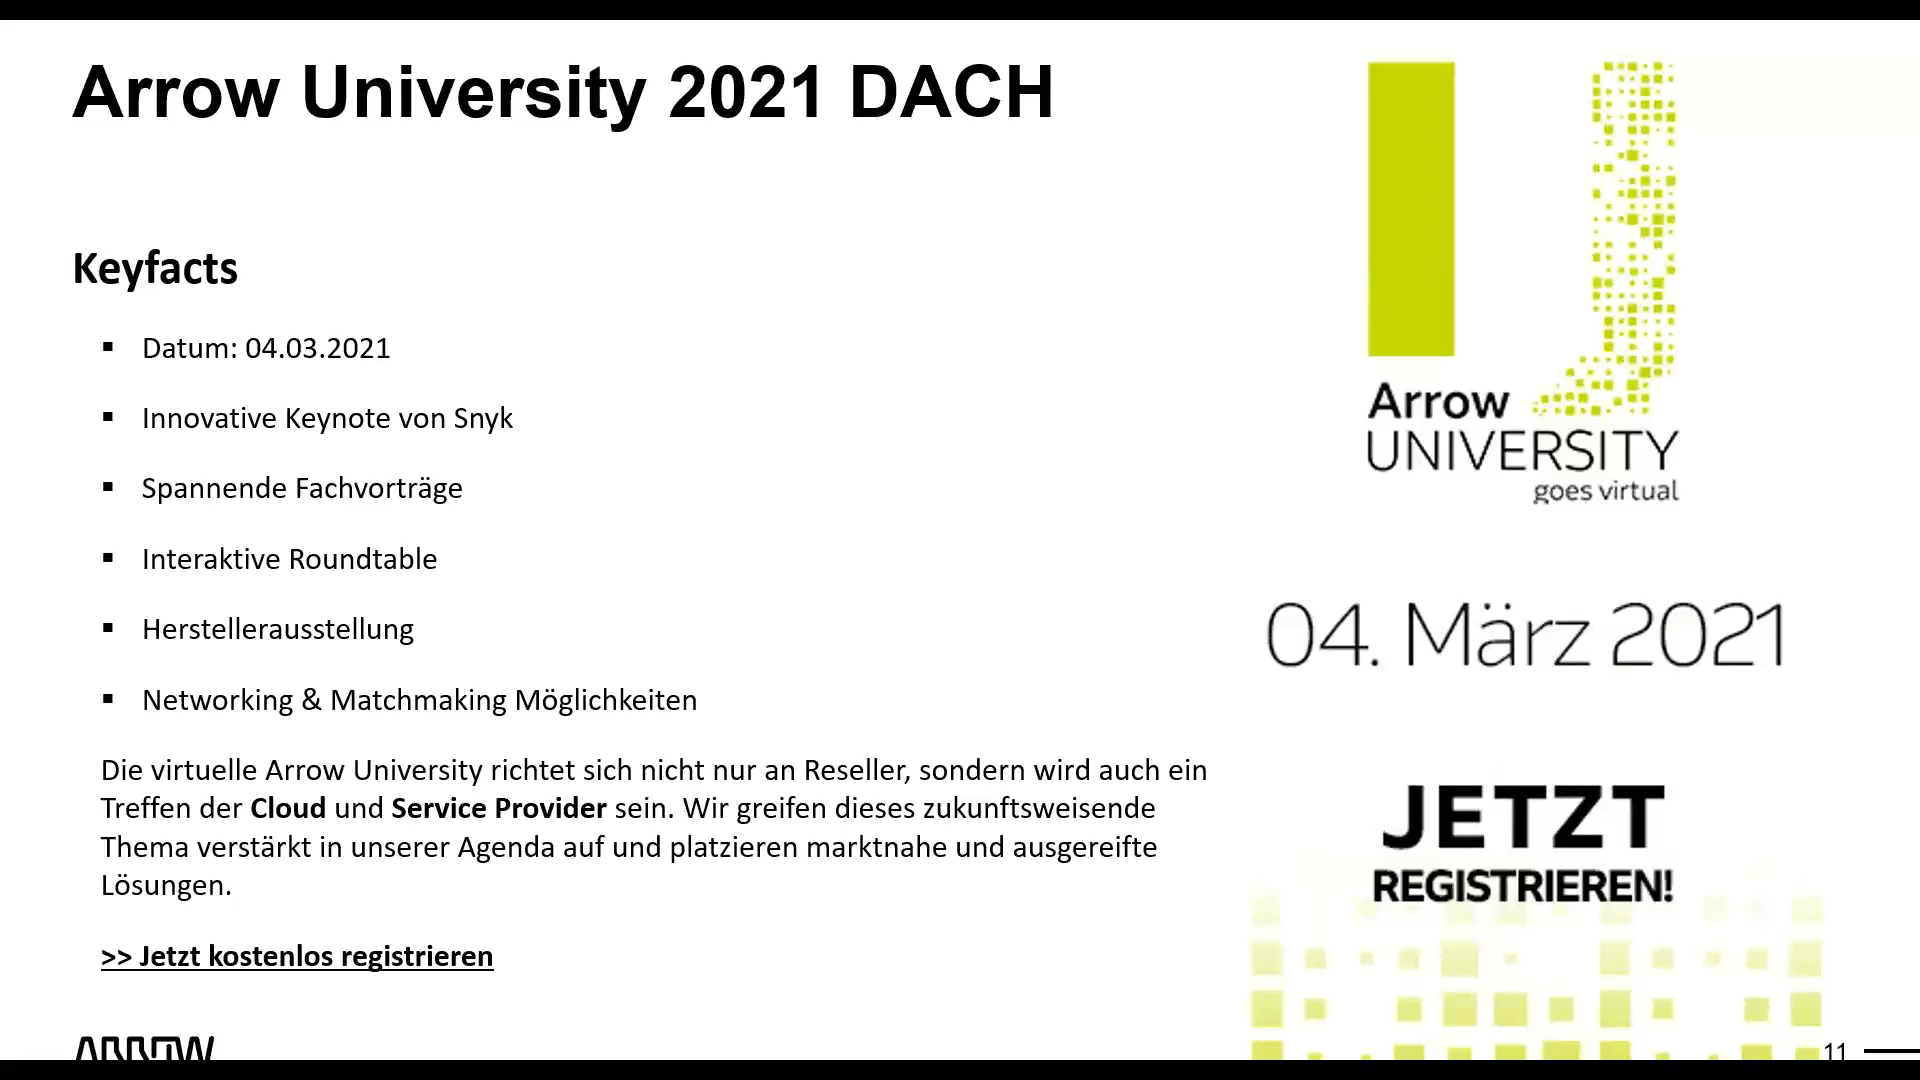 Arrow University 2021 DACH
Keyfacts
▪ Datum: 04.03.2021
▪ Innovative Keynote von Snyk
▪ Spannende Fachvorträge
▪ Interaktive Roundtable
▪ Herstellerausstellung
▪ Networking & Matchmaking Möglichkeiten
Die virtuelle Arrow University richtet sich nicht nur an Reseller, sondern wird auch ein
Treffen der Cloud und Service Provider sein. Wir greifen dieses zukunftsweisende
Thema verstärkt in unserer Agenda auf und platzieren marktnahe und ausgereifte
Lösungen.
>> Jetzt kostenlos registrieren
Arrow
UNIVERSITY
goes virtual
04. März 2021
JETZT
REGISTRIEREN!
ARROW
11